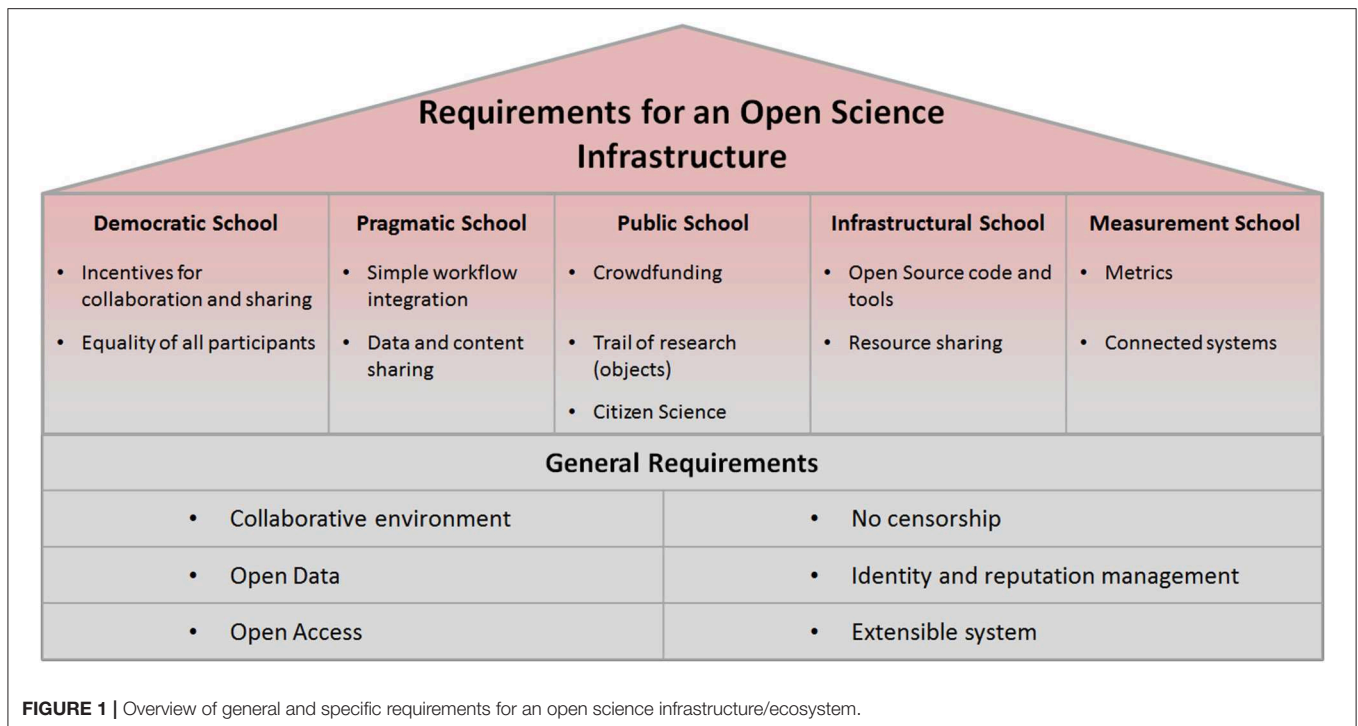 Requirements for an Open Science
Infrastructure
Democratic School
• Incentives for
collaboration and sharing
• Equality of all participants
Pragmatic School
• Simple workflow
integration
• Data and content
sharing
Public School
• Crowdfunding
• Trail of research
(objects)
• Citizen Science
Infrastructural School
• Open Source code and
tools
• Resource sharing
Measurement School
• Metrics
• Connected systems
General Requirements
• Collaborative environment
• No censorship
• Open Data
• Identity and reputation management
• Open Access
• Extensible system
FIGURE 1 | Overview of general and specific requirements for an open science infrastructure/ecosystem.